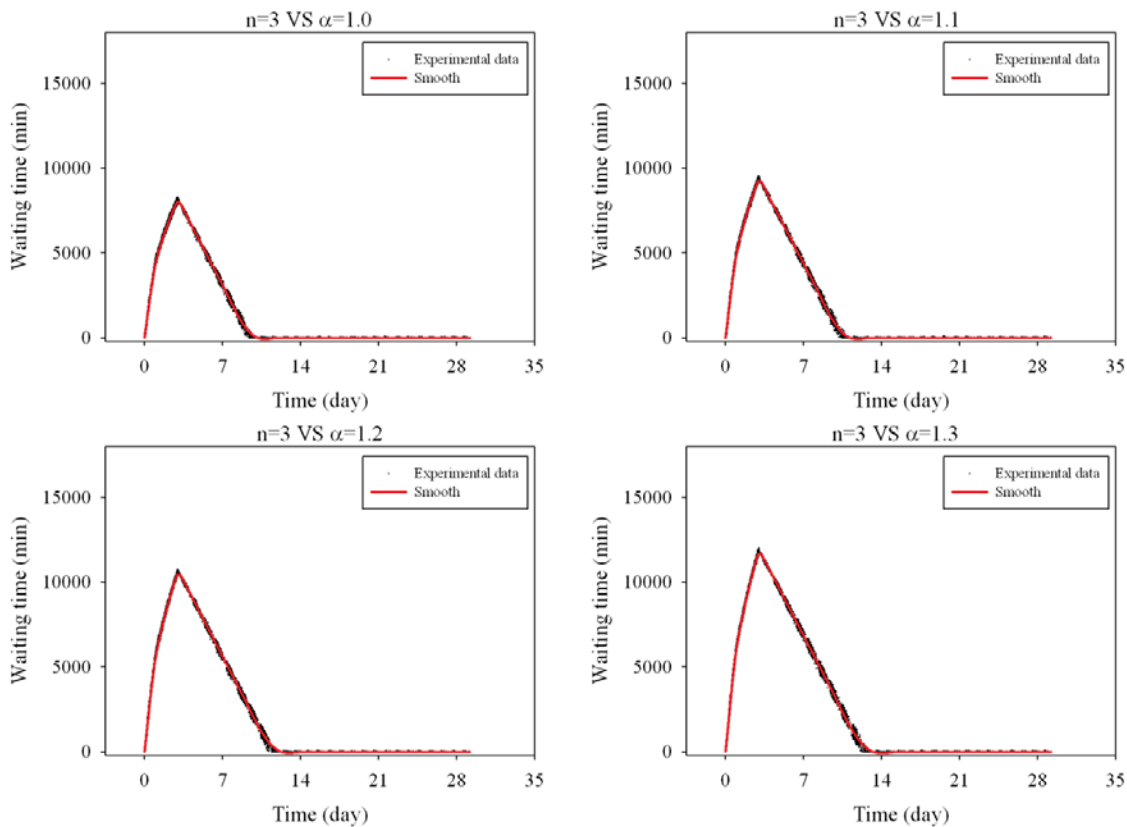 n=3 VS α=1.0
Experimental data
Smooth
15000
10000
5000
0
Waiting time (min)
0 7 14 21 28 35
Time (day)
n=3 VS α=1.1
Experimental data
Smooth
15000
10000
5000
0
Waiting time (min)
0 7 14 21 28 35
Time (day)
n=3 VS α=1.2
Experimental data
Smooth
15000
10000
5000
0
Waiting time (min)
0 7 14 21 28 35
Time (day)
n=3 VS α=1.3
Experimental data
Smooth
15000
10000
5000
0
Waiting time (min)
0 7 14 21 28 35
Time (day)